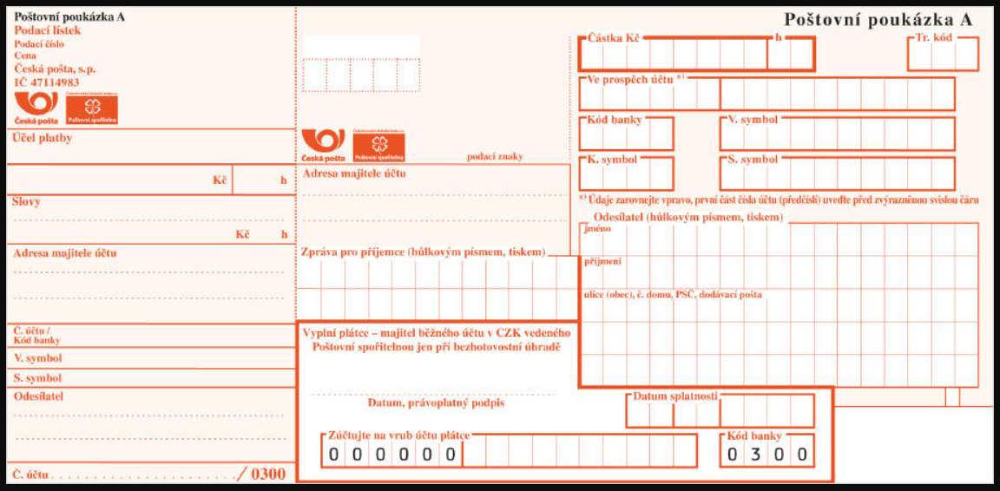 Poštovní poukázka A
Podací lístek
Podací číslo
Cena
Česká pošta, s.p.
IČ 47114983
Česká pošta
Poštovní spořitelna
Účel platby
Kč h
Slovy
Kč h
Adresa majitele účtu
Č. účtu /
Kód banky
V. symbol
S. symbol
Odesílatel
Č. účtu / 0300
Česká pošta
Poštovní spořitelna
podací znaky
Adresa majitele účtu
Zpráva pro příjemce (hůlkovým písmem, tiskem)
Vyplní plátce – majitel běžného účtu v CZK vedeného
Poštovní spořitelnou jen při bezhotovostní úhradě
Datum, právoplatný podpis
Poštovní poukázka A
Částka Kč h
Tr. kód
Ve prospěch účtu *)
Kód banky
V. symbol
K. symbol
S. symbol
*) Údaje zarovnejte vpravo, první část čísla účtu (předčíslí) uveďte před zvýrazněnou svislou čáru
Odesílatel (hůlkovým písmem, tiskem)
jméno
příjmení
ulice (obec), č. domu, PSČ, dodávací pošta
Datum splatnosti
Zúčtujte na vrub účtu plátce
0 0 0 0 0 0
Kód banky
0 3 0 0